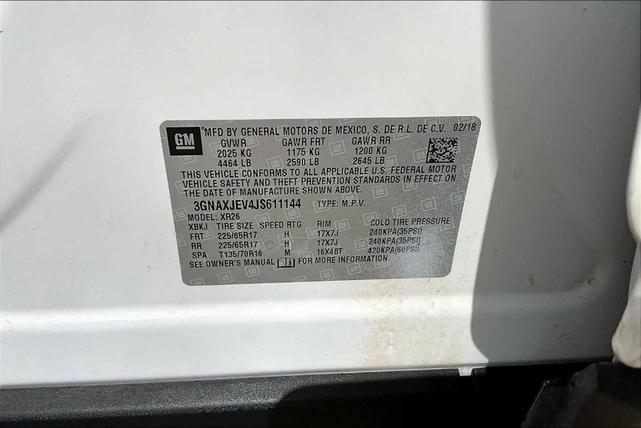 GM
MFD BY GENERAL MOTORS DE MEXICO, S. DE R.L. DE C.V. 02/18
GVWR GAWR FRT GAWR RR
2025 KG 1175 KG 1200 KG
4464 LB 2590 LB 2645 LB
THIS VEHICLE CONFORMS TO ALL APPLICABLE U.S. FEDERAL MOTOR
VEHICLE SAFETY, BUMPER, AND THEFT PREVENTION STANDARDS IN EFFECT ON
THE DATE OF MANUFACTURE SHOWN ABOVE.
3GNAXJEV4JS611144 TYPE: M.P.V.
MODEL: XR26
XBKJ TIRE SIZE SPEED RTG RIM COLD TIRE PRESSURE
FRT 225/65R17 H 17X7J 240KPA(35PSI)
RR 225/65R17 H 17X7J 240KPA(35PSI)
SPA T135/70R16 M 16X4BT 420KPA(60PSI)
SEE OWNER'S MANUAL FOR MORE INFORMATION.